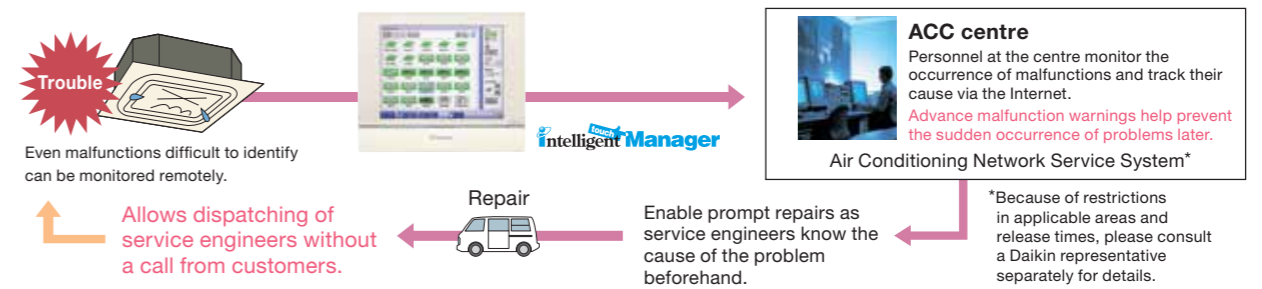 Trouble
Even malfunctions difficult to identify
can be monitored remotely.
intelligent touch Manager
ACC centre
Personnel at the centre monitor the
occurrence of malfunctions and track their
cause via the Internet.
Advance malfunction warnings help prevent
the sudden occurrence of problems later.
Air Conditioning Network Service System*
*Because of restrictions
in applicable areas and
release times, please consult
a Daikin representative
separately for details.
Enable prompt repairs as
service engineers know the
cause of the problem
beforehand.
Repair
Allows dispatching of
service engineers without
a call from customers.